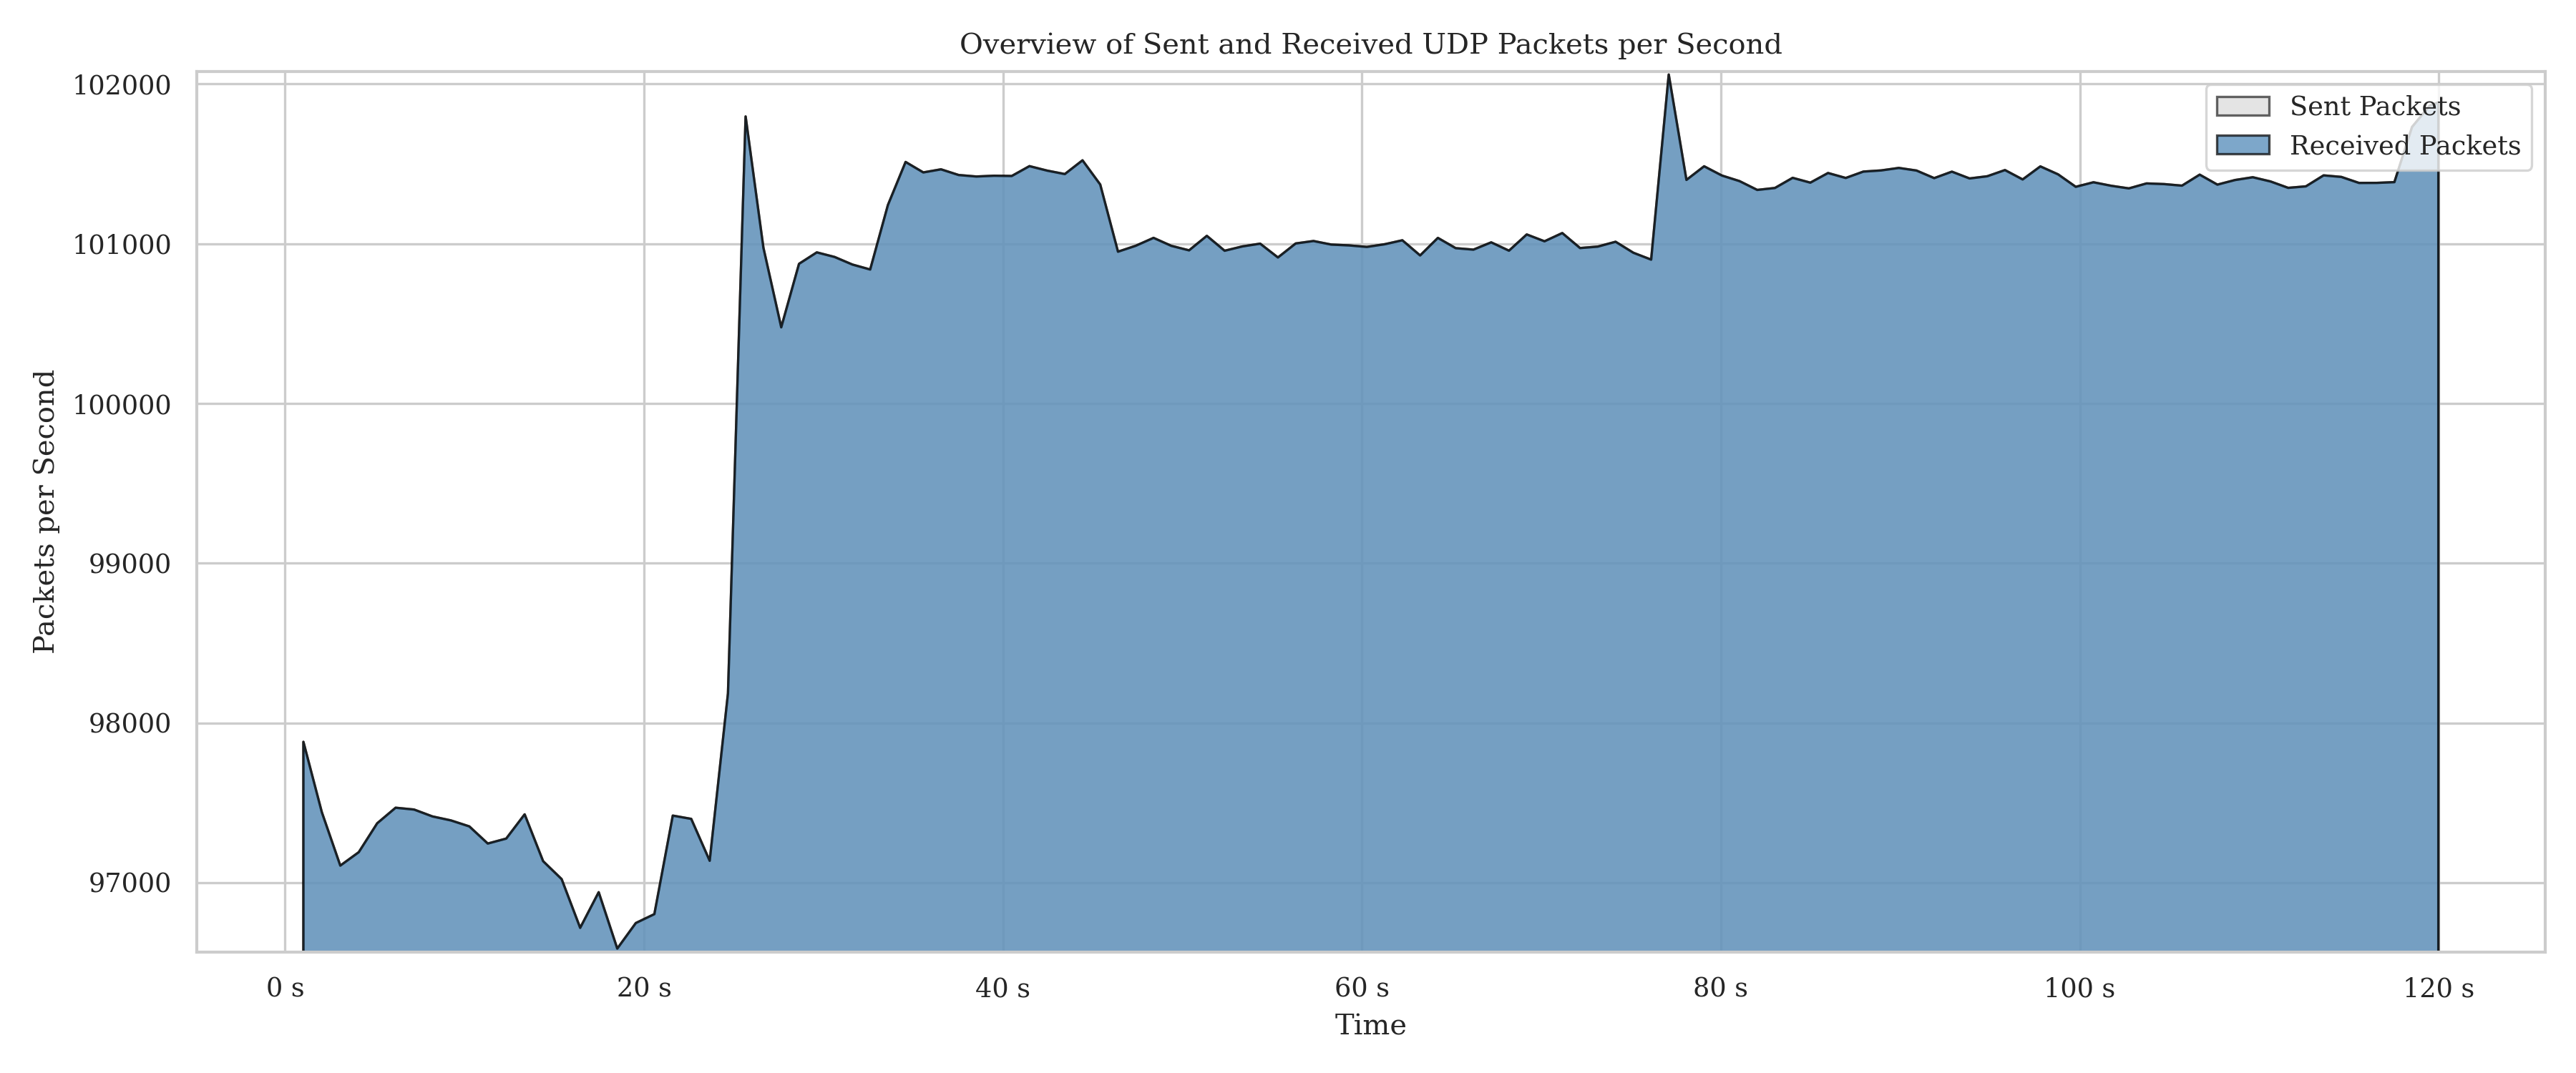 Overview of Sent and Received UDP Packets per Second
102000
101000
100000
99000
98000
97000
Packets per Second
Sent Packets
Received Packets
0 s
20 s
40 s
60 s
80 s
100 s
120 s
Time